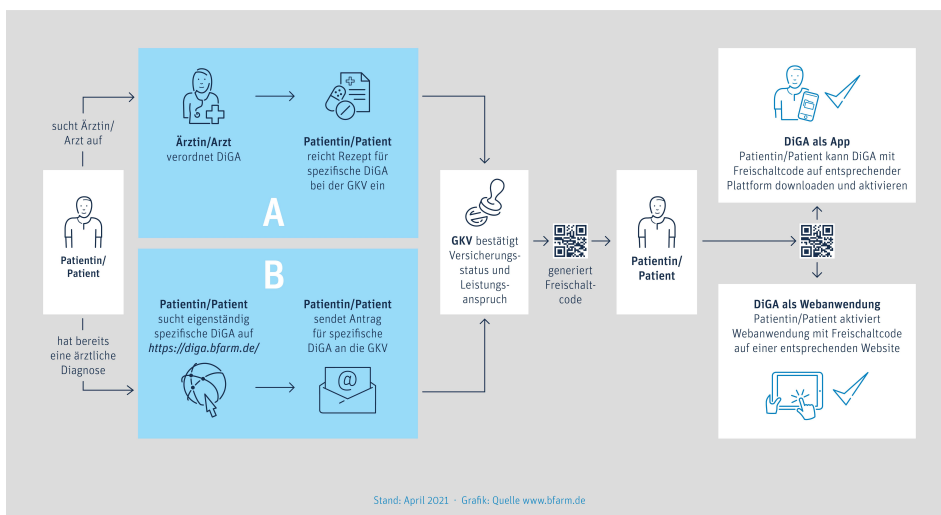 sucht Ärztin/
Arzt auf
Patientin/
Patient
hat bereits
eine ärztliche
Diagnose
Ärztin/Arzt
verordnet DiGA
Patientin/Patient
reicht Rezept für
spezifische DiGA
bei der GKV ein
A
B
Patientin/Patient
sucht eigenständig
spezifische DiGA auf
https://diga.bfarm.de/
Patientin/Patient
sendet Antrag
für spezifische
DiGA an die GKV
@
GKV bestätigt
Versicherungs-
status und
Leistungs-
anspruch
generiert
Freischalt-
code
Patientin/
Patient
DiGA als App
Patientin/Patient kann DiGA mit
Freischaltcode auf entsprechender
Plattform downloaden und aktivieren
DiGA als Webanwendung
Patientin/Patient aktiviert
Webanwendung mit Freischaltcode
auf einer entsprechenden Website
Stand: April 2021 · Grafik: Quelle www.bfarm.de